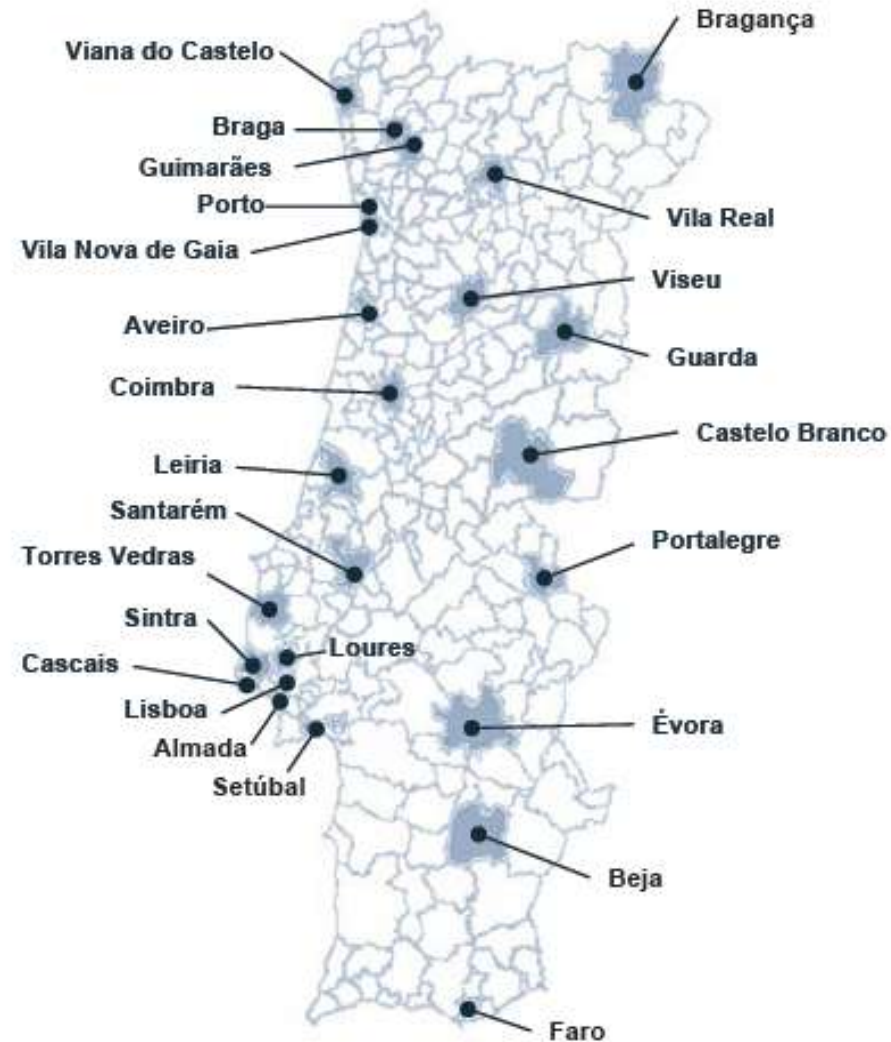 Bragança
Viana do Castelo
Braga
Guimarães
Porto
Vila Real
Vila Nova de Gaia
Viseu
Aveiro
Guarda
Coimbra
Castelo Branco
Leiria
Santarém
Portalegre
Torres Vedras
Sintra
Loures
Cascais
Lisboa
Évora
Almada
Setúbal
Beja
Faro